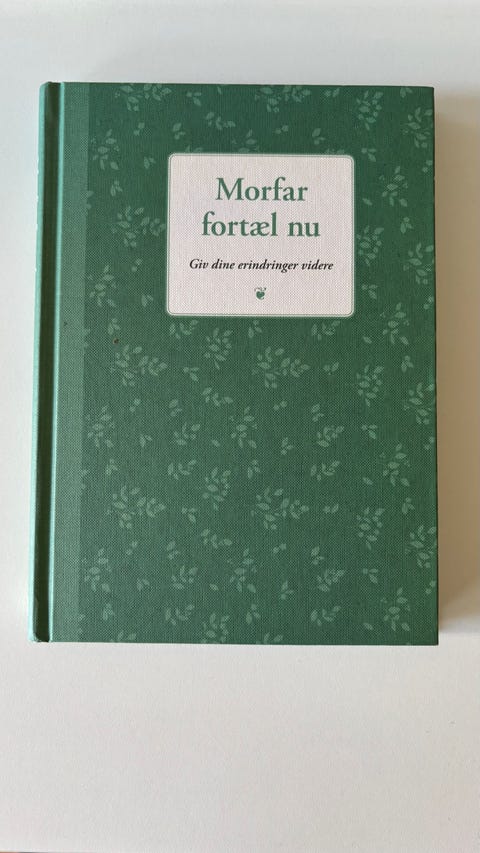 Morfar
fortæl nu
Giv dine erindringer videre